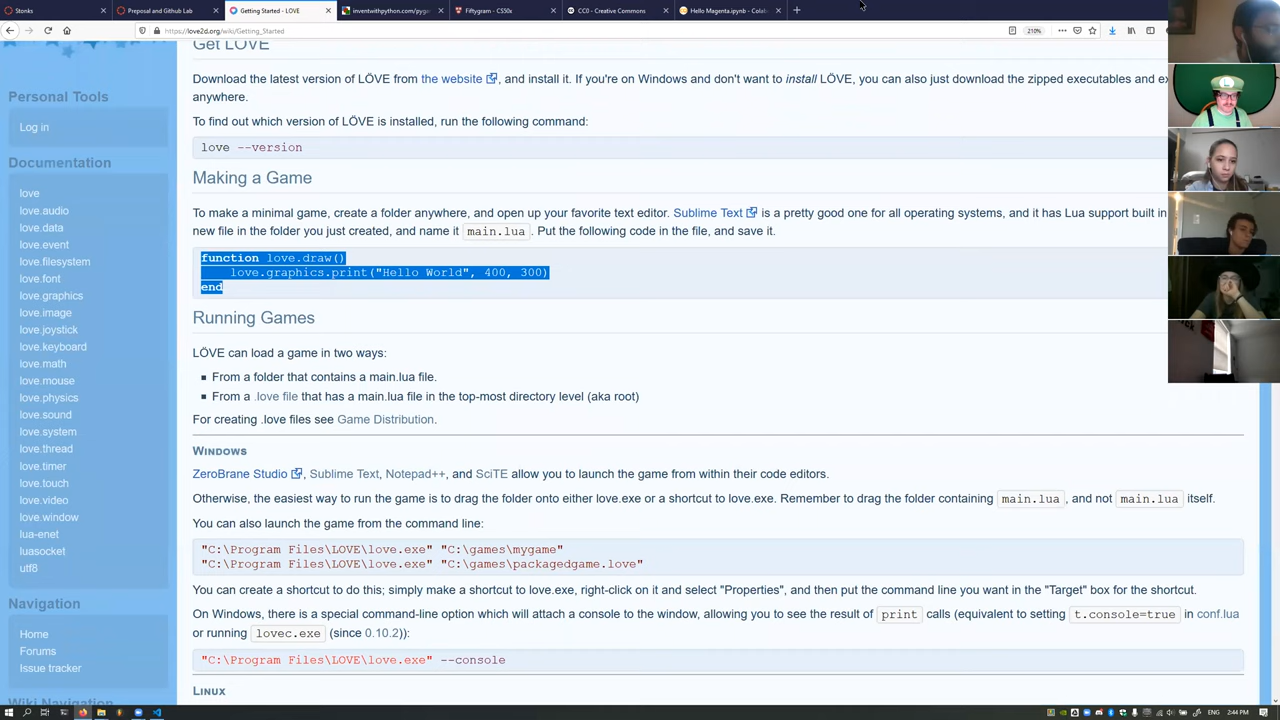 Stonks
Preposal and Github Lab
Getting Started - LOVE
inventwithpython.com/pyga
Fiftygram - CS50x
CC0 - Creative Commons
Hello Magenta.ipynb - Colab
https://love2d.org/wiki/Getting_Started
210%
Get LOVE
Download the latest version of LÖVE from the website, and install it. If you're on Windows and don't want to install LÖVE, you can also just download the zipped executables and ex
anywhere.
To find out which version of LÖVE is installed, run the following command:
love --version
Making a Game
To make a minimal game, create a folder anywhere, and open up your favorite text editor. Sublime Text is a pretty good one for all operating systems, and it has Lua support built in
new file in the folder you just created, and name it main.lua. Put the following code in the file, and save it.
function love.draw()
love.graphics.print("Hello World", 400, 300)
end
Running Games
LÖVE can load a game in two ways:
From a folder that contains a main.lua file.
From a .love file that has a main.lua file in the top-most directory level (aka root)
For creating .love files see Game Distribution.
WINDOWS
ZeroBrane Studio, Sublime Text, Notepad++, and SciTE allow you to launch the game from within their code editors.
Otherwise, the easiest way to run the game is to drag the folder onto either love.exe or a shortcut to love.exe. Remember to drag the folder containing main.lua, and not main.lua itself.
You can also launch the game from the command line:
"C:\Program Files\LOVE\love.exe" "C:\games\mygame"
"C:\Program Files\LOVE\love.exe" "C:\games\packagedgame.love"
You can create a shortcut to do this; simply make a shortcut to love.exe, right-click on it and select "Properties", and then put the command line you want in the "Target" box for the shortcut.
On Windows, there is a special command-line option which will attach a console to the window, allowing you to see the result of print calls (equivalent to setting t.console=true in conf.lua
or running lovec.exe (since 0.10.2)):
"C:\Program Files\LOVE\love.exe" --console
LINUX
Personal Tools
Log in
Documentation
love
love.audio
love.data
love.event
love.filesystem
love.font
love.graphics
love.image
love.joystick
love.keyboard
love.math
love.mouse
love.physics
love.sound
love.system
love.thread
love.timer
love.touch
love.video
love.window
lua-enet
luasocket
utf8
Navigation
Home
Forums
Issue tracker
Wiki Navigation
ENG
2:44 PM